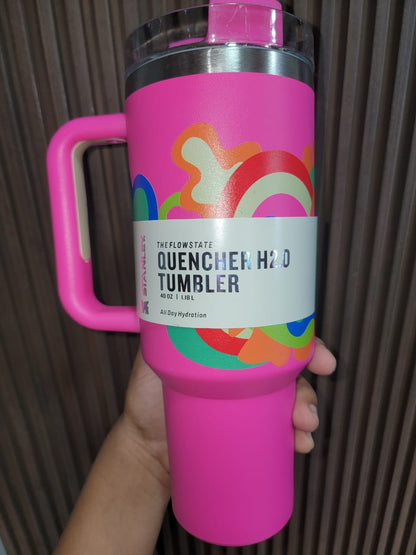 STANLEY
THE FLOWSTATE
QUENCHER H2.0
TUMBLER
40 OZ | 1.18 L
All Day Hydration